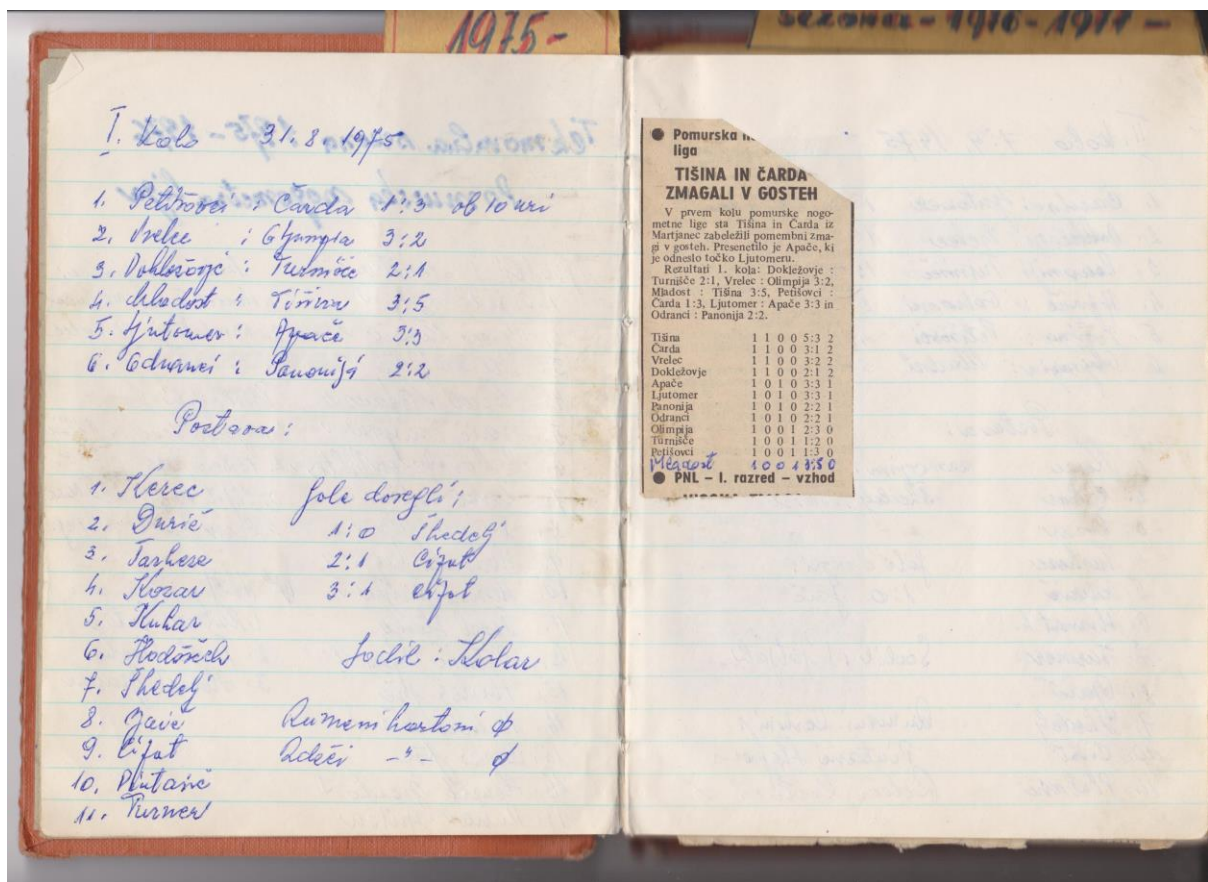 1975-
sezona - 1976 - 1977 -
I. Kolo 31.8 1975
1. Petišovci : Čarda 1:3 ob 10 uri
2. Vrelec : Olympia 3:2
3. Dokležovje : Turnišče 2:1
4. Mladost : Tišina 3:5
5. Ljutomer : Apače 3:3
6. Odranci : Panonija 2:2
Postava :
1. Kerec Gole dosegli :
2. Durič 1:0 Škedelj
3. Tarkese 2:1 Cifut
4. Kozar 3:1 Cifut
5. Kuhar
6. Hodošček Sodil : Kolar
7. Škedelj
8. Rumeni kartoni ø
9. Cifut Rdeči -"- ø
10. Pintarič
11. Turner
● Pomurska
liga
TIŠINA IN ČARDA
ZMAGALI V GOSTEH
V prvem kolu pomurske nogo-
metne lige sta Tišina in Čarda iz
Martjanec zabeležili pomembni zma-
gi v gosteh. Presenetilo je Apače, ki
je odneslo točko Ljutomeru.
Rezultati 1. kola: Dokležovje :
Turnišče 2:1, Vrelec : Olimpija 3:2,
Mladost : Tišina 3:5, Petišovci :
Čarda 1:3, Ljutomer : Apače 3:3 in
Odranci : Panonija 2:2.
Tišina 1 1 0 0 5:3 2
Čarda 1 1 0 0 3:1 2
Vrelec 1 1 0 0 3:2 2
Dokležovje 1 1 0 0 2:1 2
Apače 1 0 1 0 3:3 1
Ljutomer 1 0 1 0 3:3 1
Panonija 1 0 1 0 2:2 1
Odranci 1 0 1 0 2:2 1
Olimpija 1 0 0 1 2:3 0
Turnišče 1 0 0 1 1:2 0
Petišovci 1 0 0 1 1:3 0
Mladost 1 0 0 1 3:5 0
● PNL – I. razred – vzhod